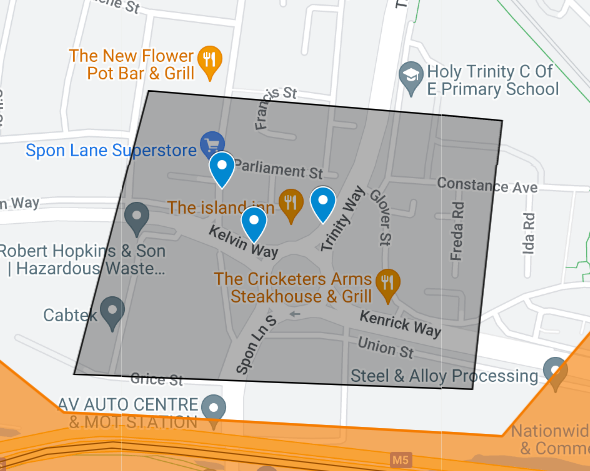 The New Flower
Pot Bar & Grill
Holy Trinity C Of
E Primary School
Francis St
Spon Lane Superstore
Parliament St
Constance Ave
The island inn
m Way
Kelvin Way
Trinity Way
Glover St
Freda Rd
Ida Rd
Robert Hopkins & Son
| Hazardous Waste...
The Cricketers Arms
Steakhouse & Grill
Cabtek
Kenrick Way
Spon Ln S
Union St
Grice St
Steel & Alloy Processing
AV AUTO CENTRE
& MOT STATION
Nationwid
& Comme
M5